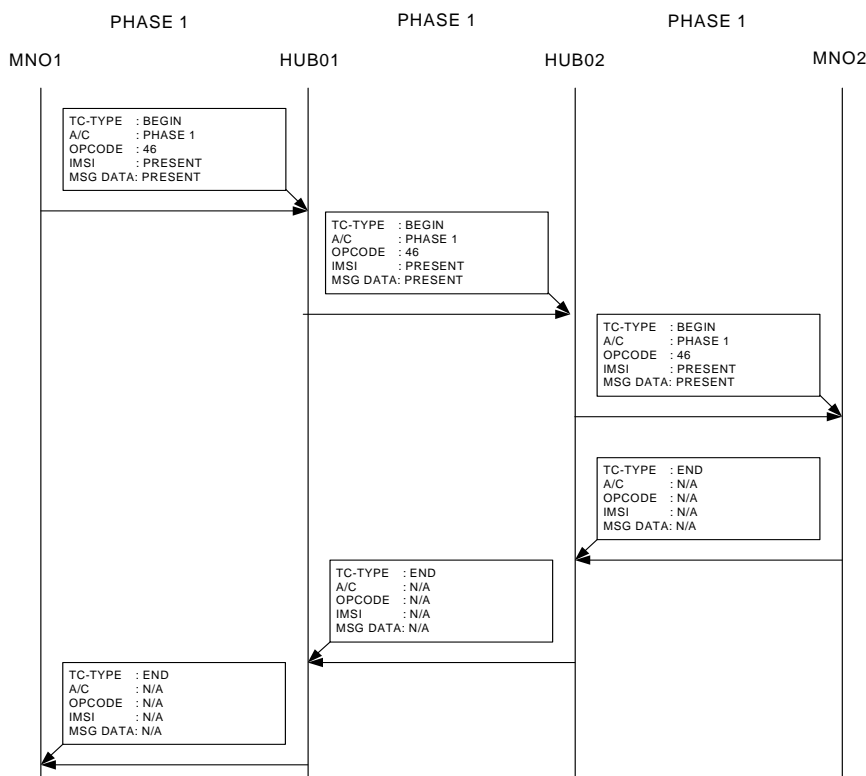 PHASE 1
PHASE 1
PHASE 1
MNO1
HUB01
HUB02
MNO2
TC-TYPE : BEGIN
A/C : PHASE 1
OPCODE : 46
IMSI : PRESENT
MSG DATA: PRESENT
TC-TYPE : BEGIN
A/C : PHASE 1
OPCODE : 46
IMSI : PRESENT
MSG DATA: PRESENT
TC-TYPE : BEGIN
A/C : PHASE 1
OPCODE : 46
IMSI : PRESENT
MSG DATA: PRESENT
TC-TYPE : END
A/C : N/A
OPCODE : N/A
IMSI : N/A
MSG DATA: N/A
TC-TYPE : END
A/C : N/A
OPCODE : N/A
IMSI : N/A
MSG DATA: N/A
TC-TYPE : END
A/C : N/A
OPCODE : N/A
IMSI : N/A
MSG DATA: N/A